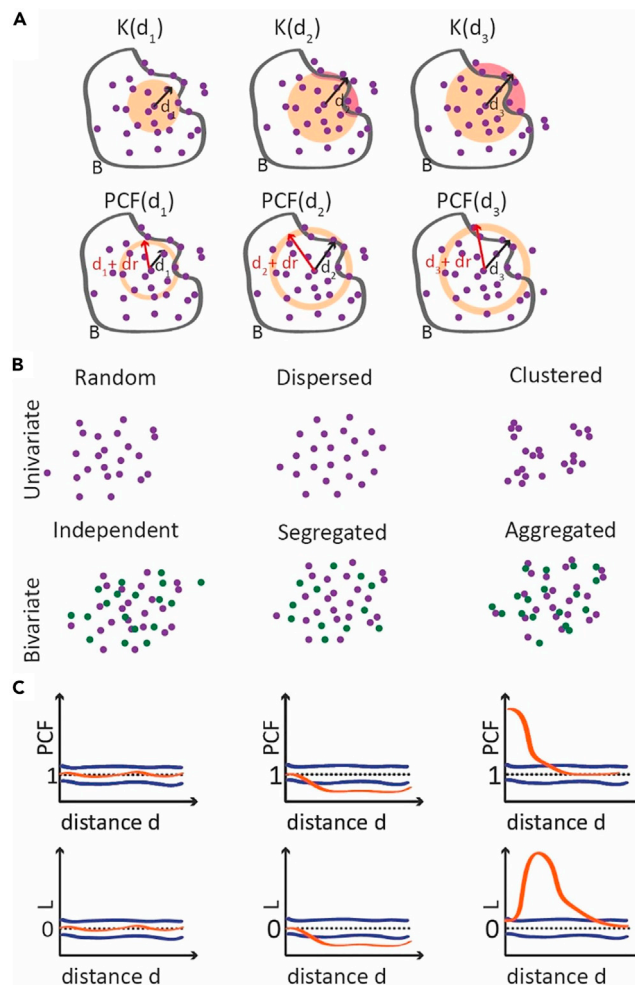 A
K(d1) K(d2) K(d3)
d1 d d3
B B B
PCF(d1) PCF(d2) PCF(d3)
d1+ dr d1 d2+ dr d2 d3+ dr d3
B B B
B
Random Dispersed Clustered
Univariate
Independent Segregated Aggregated
Bivariate
C
PCF PCF PCF
1 1 1
distance d distance d distance d
L L L
0 0 0
distance d distance d distance d